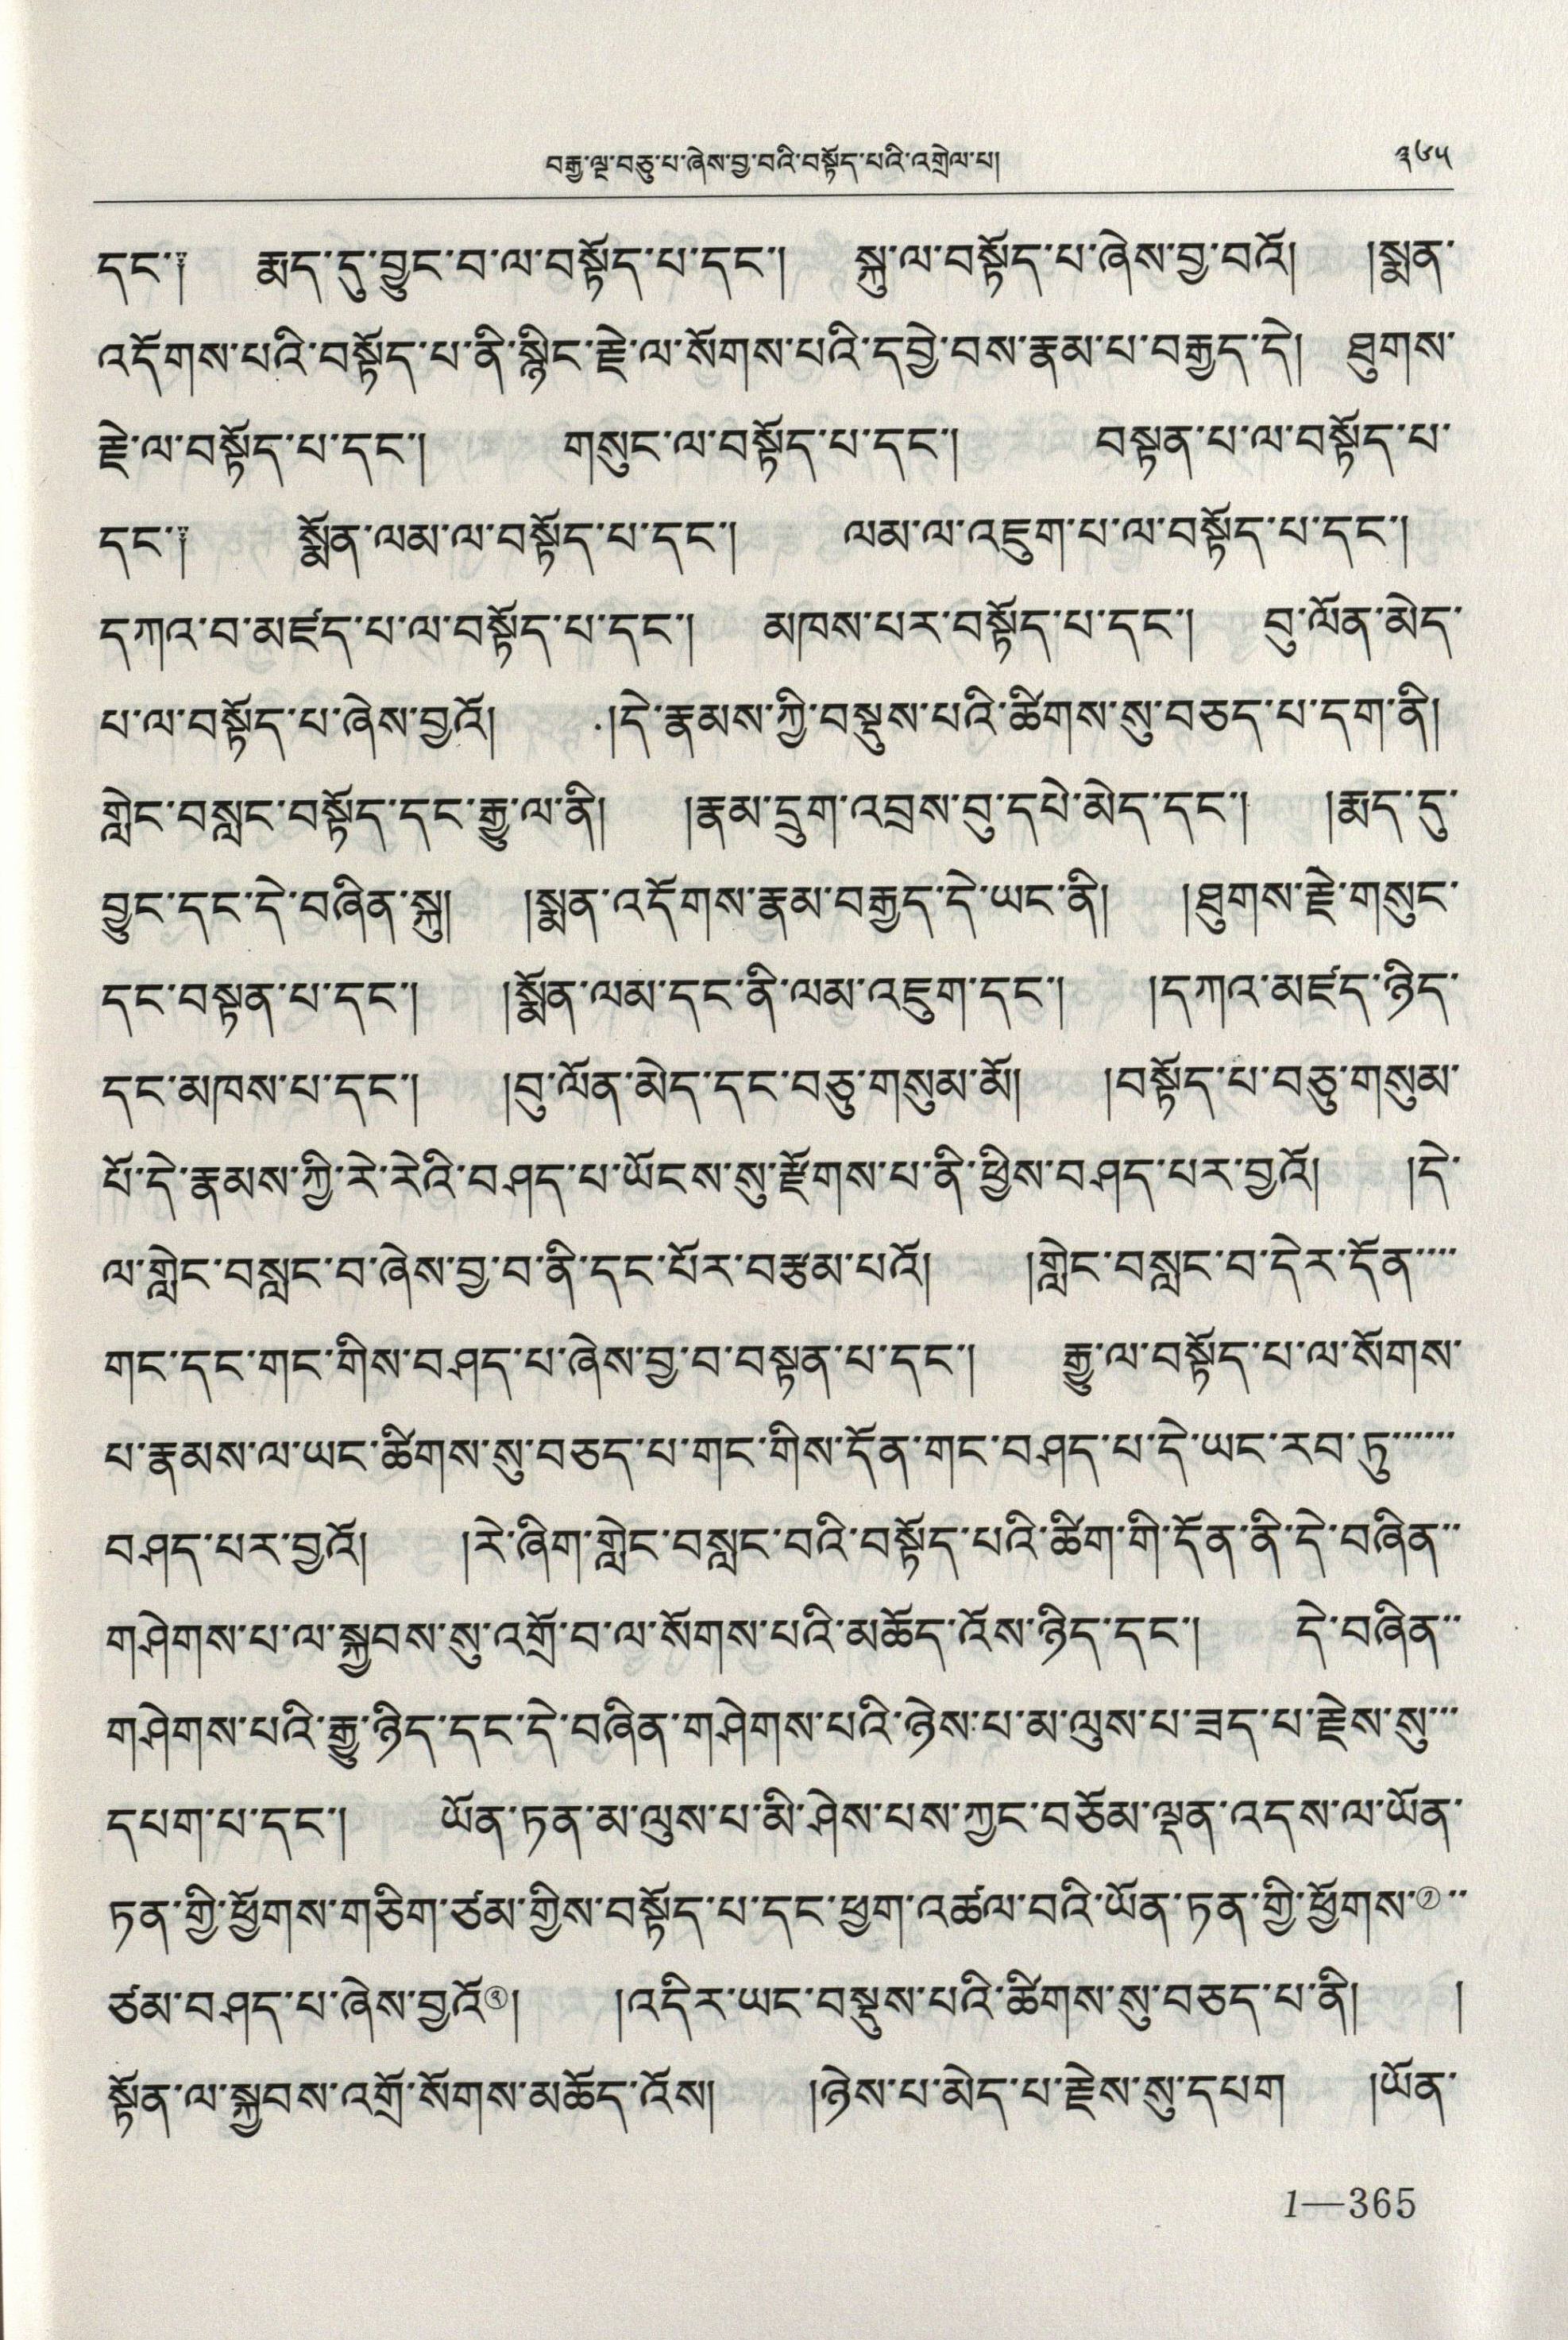 བརྒྱ་ལྔ་བཅུ་པ་ཞེས་བྱ་བའི་བསྟོད་པའི་འགྲེལ་པ། ༣༦༥
དང་༑ རྨད་དུ་བྱུང་བ་ལ་བསྟོད་པ་དང་། སྐུ་ལ་བསྟོད་པ་ཞེས་བྱ་བའོ། །སྨན་
འདོགས་པའི་བསྟོད་པ་ནི་སྙིང་རྗེ་ལ་སོགས་པའི་དབྱེ་བས་རྣམ་པ་བརྒྱད་དེ། ཐུགས་
རྗེ་ལ་བསྟོད་པ་དང་། གསུང་ལ་བསྟོད་པ་དང་། བསྟན་པ་ལ་བསྟོད་པ་
དང་༑ སྨོན་ལམ་ལ་བསྟོད་པ་དང་། ལམ་ལ་འཇུག་པ་ལ་བསྟོད་པ་དང་།
དཀའ་བ་མཛད་པ་ལ་བསྟོད་པ་དང་། མཁས་པར་བསྟོད་པ་དང་། བུ་ལོན་མེད་
པ་ལ་བསྟོད་པ་ཞེས་བྱའོ། །དེ་རྣམས་ཀྱི་བསྡུས་པའི་ཚིགས་སུ་བཅད་པ་དག་ནི།
གླེང་བསླང་བསྟོད་དང་རྒྱུ་ལ་ནི། །རྣམ་དྲུག་འབྲས་བུ་དཔེ་མེད་དང་། །རྨད་དུ་
བྱུང་དང་དེ་བཞིན་སྐུ། །སྨན་འདོགས་རྣམ་བརྒྱད་དེ་ཡང་ནི། །ཐུགས་རྗེ་གསུང་
དང་བསྟན་པ་དང་། །སྨོན་ལམ་དང་ནི་ལམ་འཇུག་དང་། །དཀའ་མཛད་ཉིད་
དང་མཁས་པ་དང་། །བུ་ལོན་མེད་དང་བཅུ་གསུམ་མོ། །བསྟོད་པ་བཅུ་གསུམ་
པོ་དེ་རྣམས་ཀྱི་རེ་རེའི་བཤད་པ་ཡོངས་སུ་རྫོགས་པ་ནི་ཕྱིས་བཤད་པར་བྱའོ། །དེ་
ལ་གླེང་བསླང་བ་ཞེས་བྱ་བ་ནི་དང་པོར་བརྩམ་པའོ། །གླེང་བསླང་བ་དེར་དོན་་་་
གང་དང་གང་གིས་བཤད་པ་ཞེས་བྱ་བ་བསྟན་པ་དང་། རྒྱུ་ལ་བསྟོད་པ་ལ་སོགས་
པ་རྣམས་ལ་ཡང་ཚིགས་སུ་བཅད་པ་གང་གིས་དོན་གང་བཤད་པ་དེ་ཡང་རབ་ཏུ་་་་་་
བཤད་པར་བྱའོ། །རེ་ཞིག་གླེང་བསླང་བའི་བསྟོད་པའི་ཚིག་གི་དོན་ནི་དེ་བཞིན་་
གཤེགས་པ་ལ་སྐྱབས་སུ་འགྲོ་བ་ལ་སོགས་པའི་མཆོད་འོས་ཉིད་དང་། དེ་བཞིན་་
གཤེགས་པའི་རྒྱུ་ཉིད་དང་དེ་བཞིན་གཤེགས་པའི་ཉེས་པ་མ་ལུས་པ་ཟད་པ་རྗེས་སུ་་་
དཔག་པ་དང་། ཡོན་ཏན་མ་ལུས་པ་མི་ཤེས་པས་ཀྱང་བཅོམ་ལྡན་འདས་ལ་ཡོན་
ཏན་གྱི་ཕྱོགས་གཅིག་ཙམ་གྱིས་བསྟོད་པ་དང་ཕྱག་འཚལ་བའི་ཡོན་ཏན་གྱི་ཕྱོགས་②་་
ཙམ་བཤད་པ་ཞེས་བྱའོ③། །འདིར་ཡང་བསྡུས་པའི་ཚིགས་སུ་བཅད་པ་ནི། །
སྟོན་ལ་སྐྱབས་འགྲོ་སོགས་མཆོད་འོས། །ཉེས་པ་མེད་པ་རྗེས་སུ་དཔག །ཡོན་
1—365